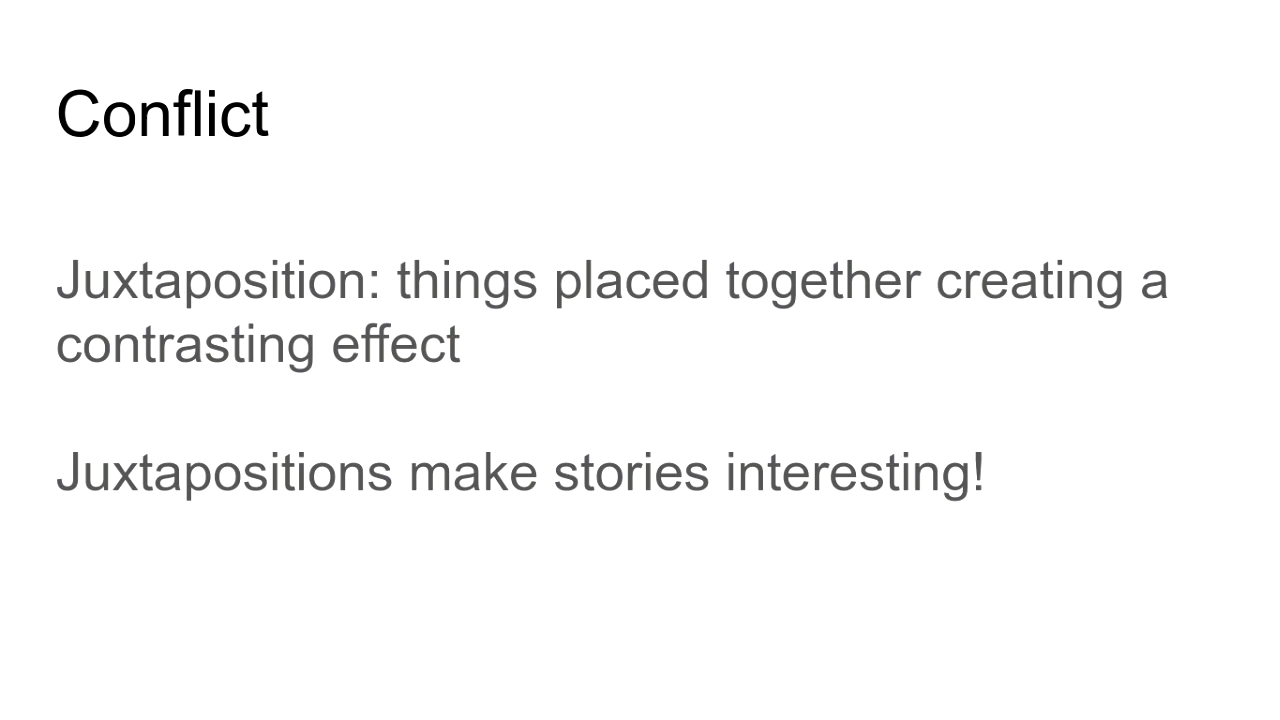 Conflict
Juxtaposition: things placed together creating a
contrasting effect
Juxtapositions make stories interesting!